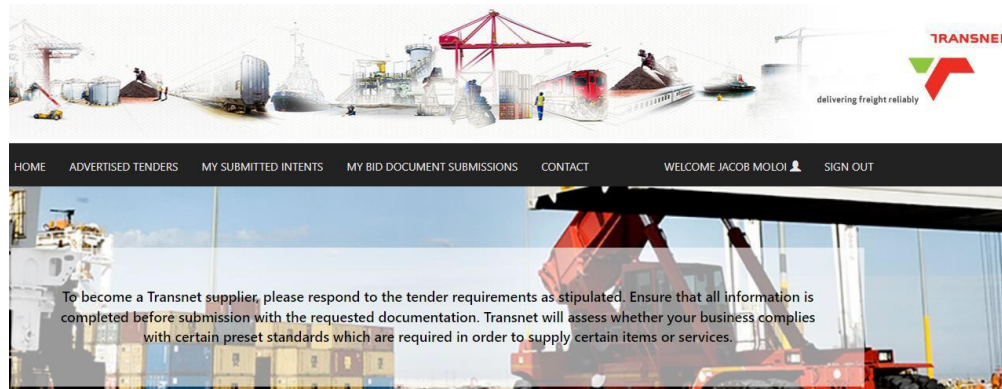 TRANSNET
delivering freight reliably
HOME ADVERTISED TENDERS MY SUBMITTED INTENTS MY BID DOCUMENT SUBMISSIONS CONTACT WELCOME JACOB MOLOI SIGN OUT
To become a Transnet supplier, please respond to the tender requirements as stipulated. Ensure that all information is
completed before submission with the requested documentation. Transnet will assess whether your business complies
with certain preset standards which are required in order to supply certain items or services.